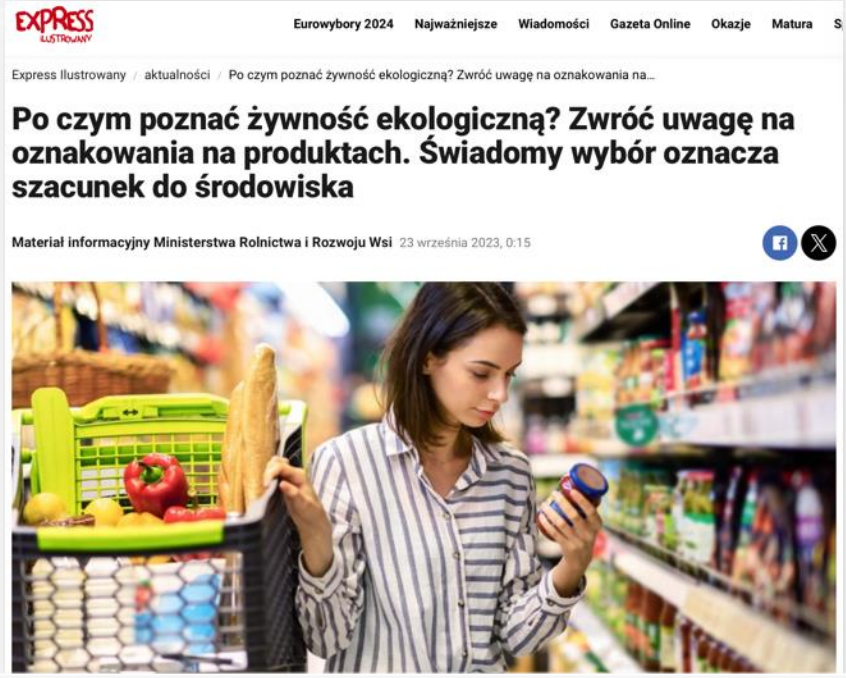 EXPRESS
ILUSTROWANY
Eurowybory 2024 Najważniejsze Wiadomości Gazeta Online Okazje Matura S
Express Ilustrowany / aktualności / Po czym poznać żywność ekologiczną? Zwróć uwagę na oznakowania na...
Po czym poznać żywność ekologiczną? Zwróć uwagę na
oznakowania na produktach. Świadomy wybór oznacza
szacunek do środowiska
Materiał informacyjny Ministerstwa Rolnictwa i Rozwoju Wsi 23 września 2023, 0:15